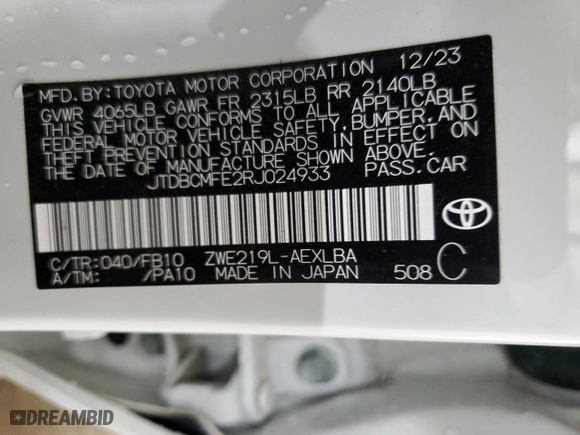 MFD.BY:TOYOTA MOTOR CORPORATION 12/23
GVWR 4065LB GAWR FR 2315LB RR 2140LB
THIS VEHICLE CONFORMS TO ALL APPLICABLE
FEDERAL MOTOR VEHICLE SAFETY,BUMPER,AND
THEFT PREVENTION STANDARDS IN EFFECT ON
THE DATE OF MANUFACTURE SHOWN ABOVE.
JTDBCMFE2RJ024933 PASS.CAR
C/TR:040/FB10 ZWE219L-AEXLBA
A/TM: /PA10 MADE IN JAPAN 508 C
DREAMBID